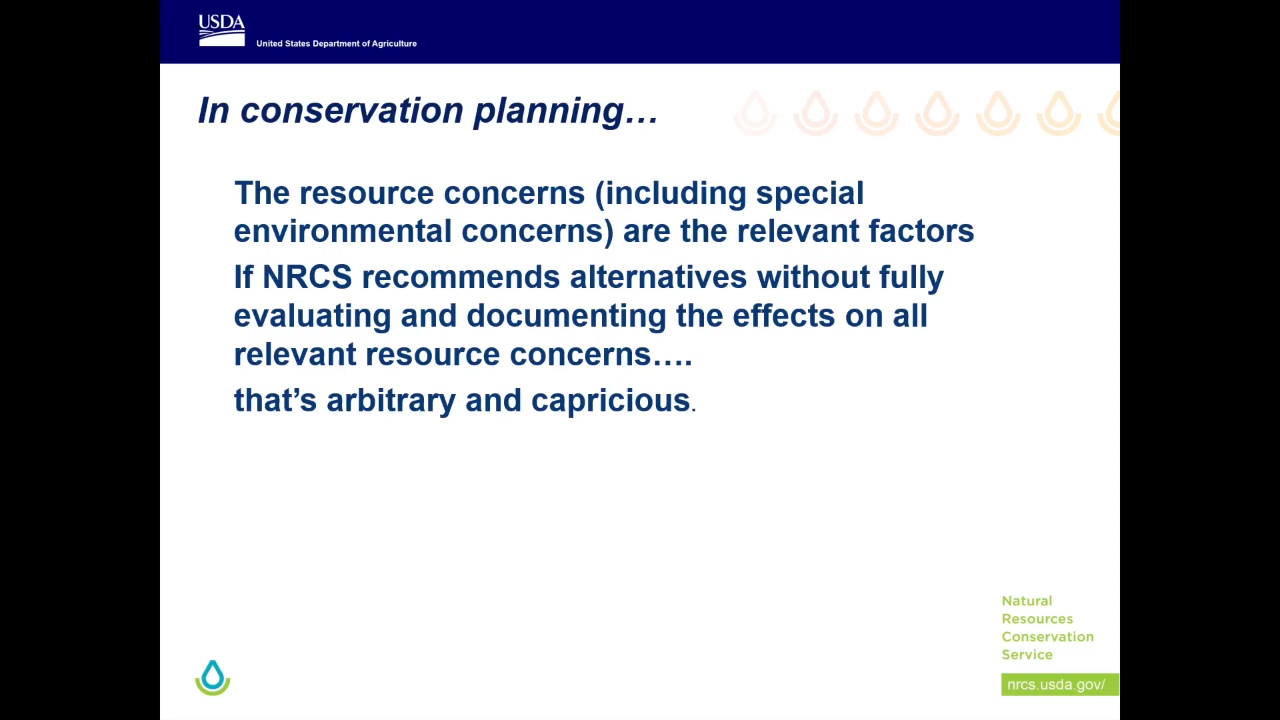 USDA
United States Department of Agriculture
In conservation planning…
The resource concerns (including special
environmental concerns) are the relevant factors
If NRCS recommends alternatives without fully
evaluating and documenting the effects on all
relevant resource concerns….
that’s arbitrary and capricious.
Natural
Resources
Conservation
Service
nrcs.usda.gov/